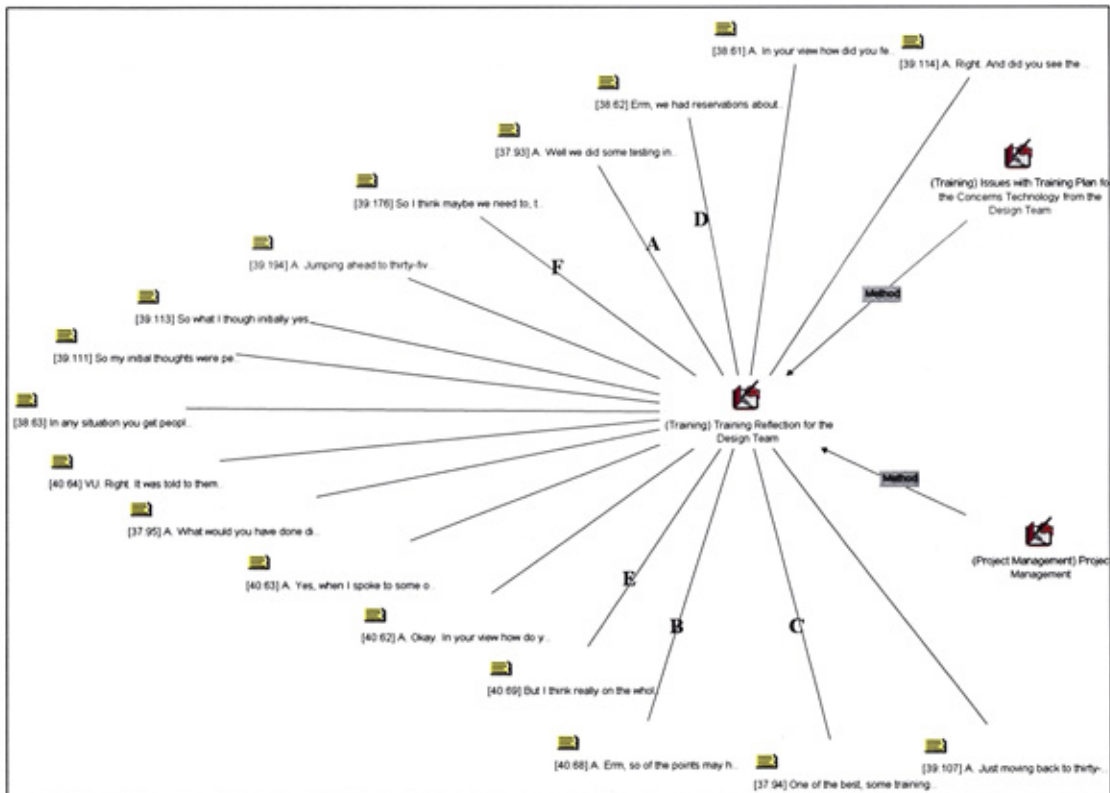 [38:61] A. In your view how did you fe..
[39:114] A. Right. And did you see the ..
[38:62] Erm, we had reservations about..
[37:93] A. Well we did some testing in..
(Training) Issues with Training Plan fo
the Concerns Technology from the
Design Team
[39:176] So I think maybe we need to, t..
D
A
[39:194] A. Jumping ahead to thirty-fiv..
F
Method
[39:113] So what I though initially yes..
[39:111] So my initial thoughts were pe..
(Training) Training Reflection for the
Design Team
[38:63] In any situation you get peopl..
[40:64] VU. Right. It was told to them..
Method
[37:95] A. What would you have done di..
[40:63] A. Yes, when I spoke to some o..
(Project Management) Projec
Management
E
B
C
[40:62] A. Okay. In your view how do y..
[40:69] But I think really on the whol..
[40:68] A. Erm, so of the points may h..
[37:94] One of the best, some training..
[39:107] A. Just moving back to thirty-..